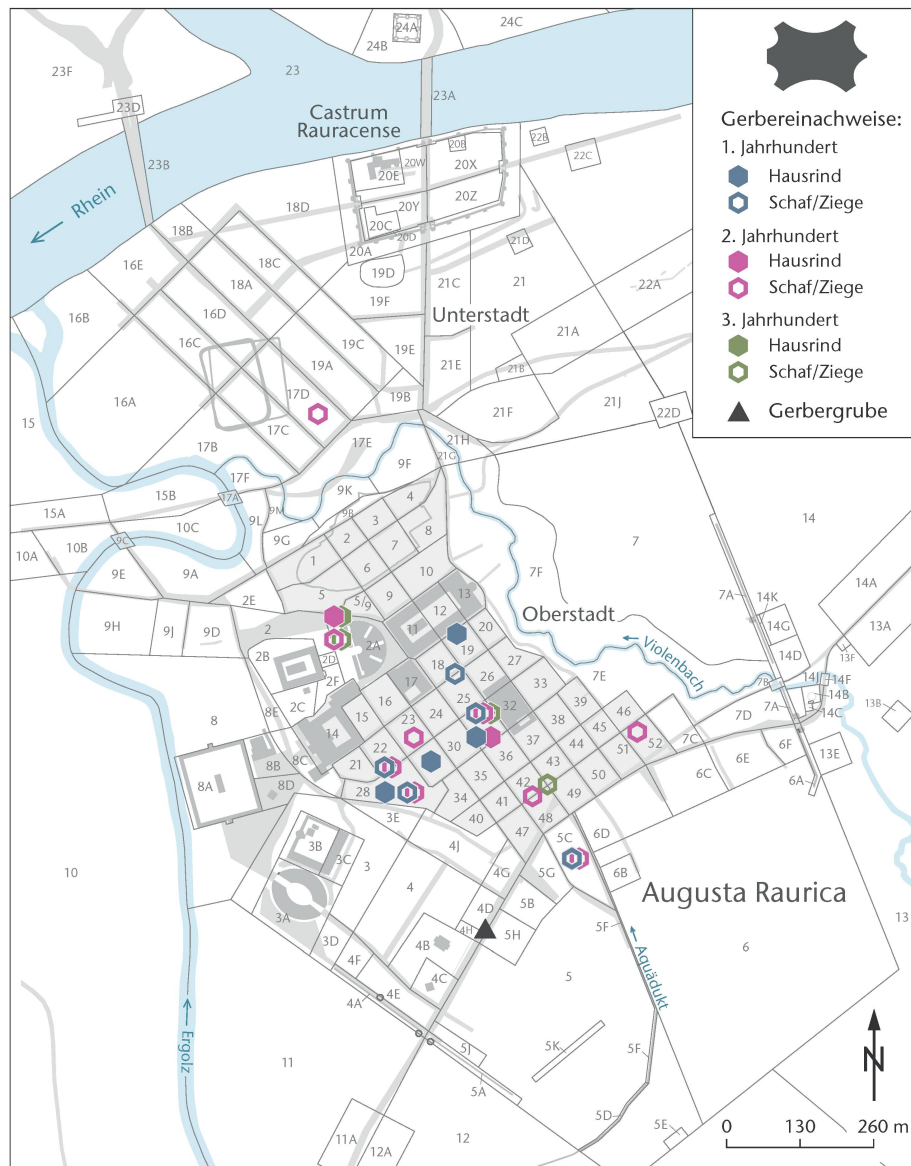 24A
24C
24B
23F
23
23D
23A
Castrum
Rauracense
23B
20B
22B
22C
20W
20X
20E
20Z
20Y
18D
20C
20D
20A
18B
Rhein
16E
18C
21D
19D
21C
21
22A
18A
19F
16B
16D
Unterstadt
16C
19C
21A
19E
19A
21E
21B
17D
16A
19B
21F
21J
22D
15
17C
17B
17E
21H
21G
9F
17F
9K
15B
17A
4
15A
9M
9B
3
14
10C
9L
8
2
10A
10B
9C
9G
7
7
1
9E
9A
6
10
7F
14A
2E
5
5/9
9
7A
14K
12
13
Oberstadt
14G
13A
9H
9J
9D
2
11
20
2A
19
Violenbach
14D
13F
2B
2D
18
27
7E
7B
14J
14F
2F
17
26
33
14B
2C
16
25
32
39
46
7A
14C
13B
8E
15
24
38
45
7D
8
14
23
51
52
7C
37
44
13E
22
30
36
6F
8C
8B
21
43
6E
35
50
6C
6A
8A
8D
28
42
49
34
41
3E
40
48
47
5C
6D
3B
3C
4J
3
4G
5G
6B
10
4
5B
Augusta Raurica
3A
4D
5F
13
4H
5H
3D
4B
6
4F
4C
5
Aquädukt
4E
4A
5K
5F
Ergolz
5J
11
5A
5D
5E
11A
12A
12
Gerbereinachweise:
1. Jahrhundert
Hausrind
Schaf/Ziege
2. Jahrhundert
Hausrind
Schaf/Ziege
3. Jahrhundert
Hausrind
Schaf/Ziege
Gerbergrube
N
0 130 260 m